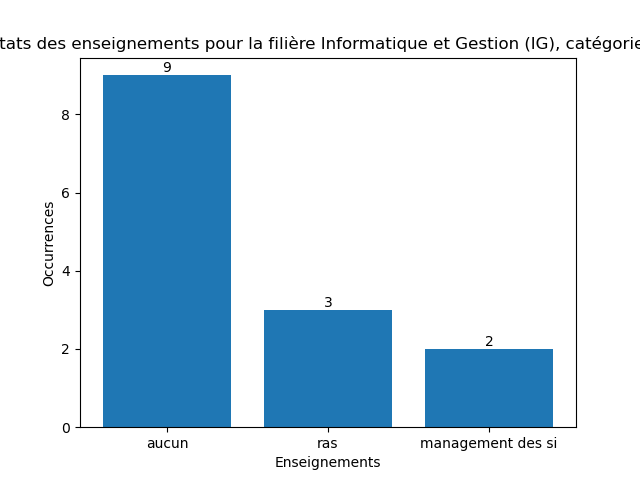 tats des enseignements pour la filière Informatique et Gestion (IG), catégorie
9
3
2
8
6
4
2
0
Occurrences
aucun
ras
management des si
Enseignements